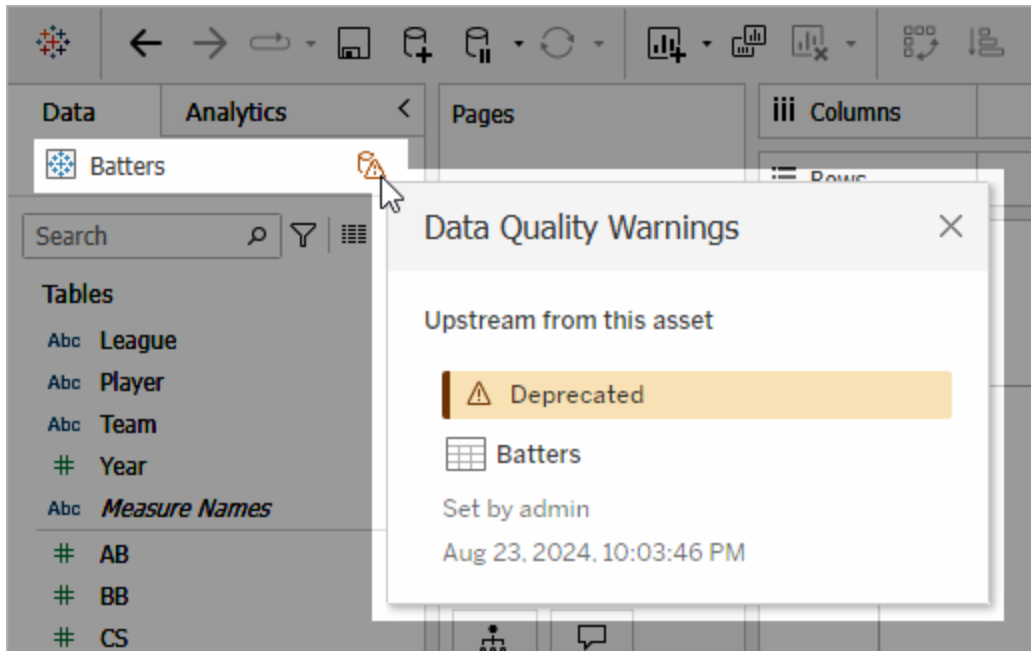 Data
Analytics
Pages
Columns
Batters
Rows
Search
Data Quality Warnings
Tables
Upstream from this asset
Abc League
Abc Player
Deprecated
Abc Team
Batters
# Year
Abc Measure Names
Set by admin
# AB
Aug 23, 2024, 10:03:46 PM
# BB
# CS